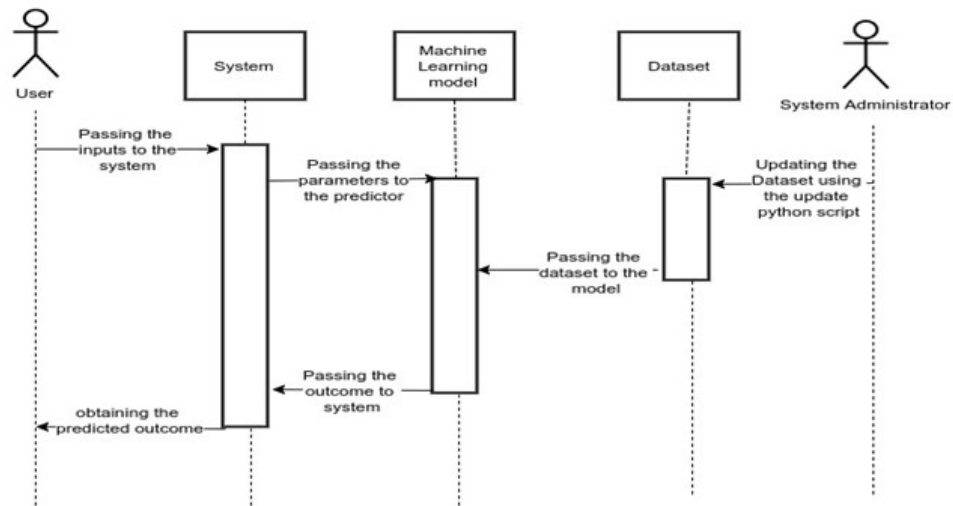 User
System
Machine
Learning
model
Dataset
System Administrator
Passing the
inputs to the
system
Passing the
parameters to
the predictor
Updating the
Dataset using
the update
python script
Passing the
dataset to the
model
Passing the
outcome to
system
obtaining the
predicted outcome